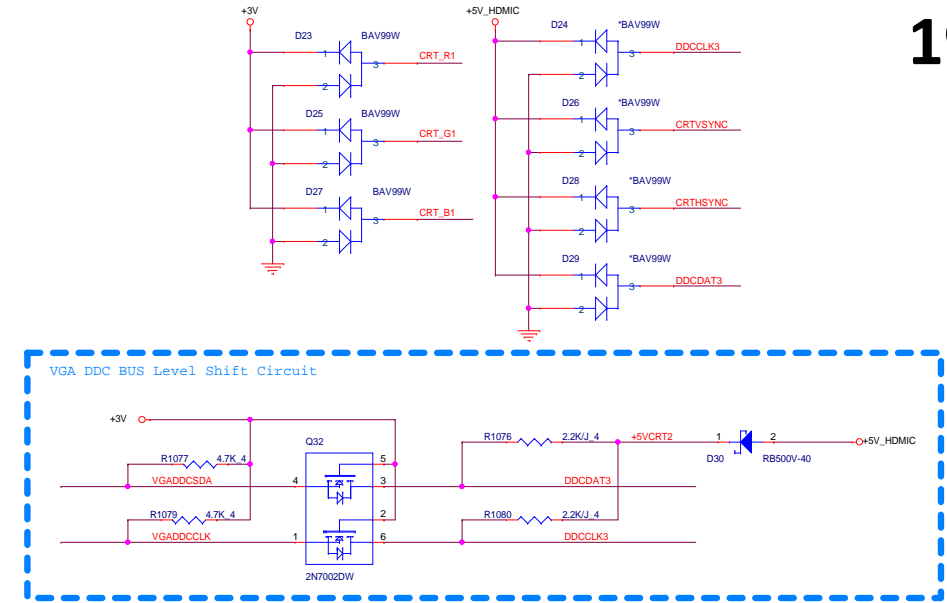 +3V
+5V_HDMIC
D23 BAV99W
1
2
3
CRT_R1
D25 BAV99W
1
2
3
CRT_G1
D27 BAV99W
1
2
3
CRT_B1
D24 *BAV99W
1
2
3
DDCCLK3
D26 *BAV99W
1
2
3
CRTVSYNC
D28 *BAV99W
1
2
3
CRTHSYNC
D29 *BAV99W
1
2
3
DDCDAT3
VGA DDC BUS Level Shift Circuit
+3V
R1077 4.7K_4
VGADDCSDA
R1079 4.7K_4
VGADDCCLK
Q32
4
5
3
1
2
6
2N7002DW
R1076 2.2K/J_4
+5VCRT2
DDCDAT3
R1080 2.2K/J_4
DDCCLK3
1
2
D30 RB500V-40
+5V_HDMIC